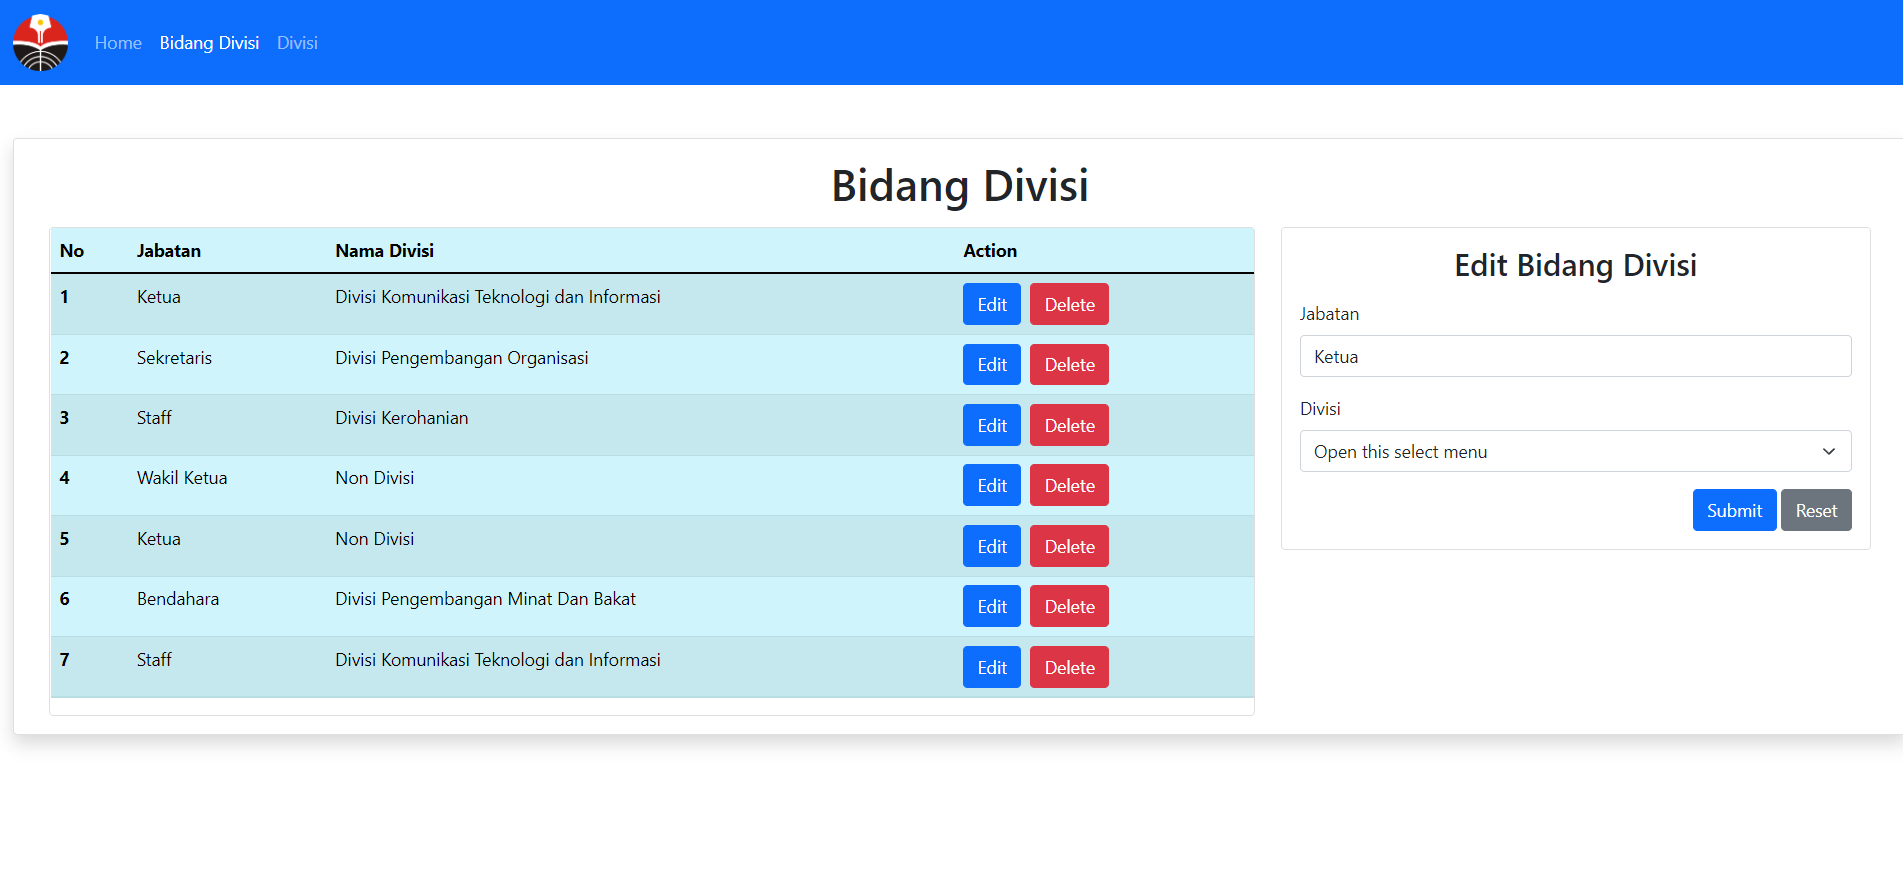 Home Bidang Divisi Divisi
Bidang Divisi
No Jabatan Nama Divisi Action
1 Ketua Divisi Komunikasi Teknologi dan Informasi Edit Delete
2 Sekretaris Divisi Pengembangan Organisasi Edit Delete
3 Staff Divisi Kerohanian Edit Delete
4 Wakil Ketua Non Divisi Edit Delete
5 Ketua Non Divisi Edit Delete
6 Bendahara Divisi Pengembangan Minat Dan Bakat Edit Delete
7 Staff Divisi Komunikasi Teknologi dan Informasi Edit Delete
Edit Bidang Divisi
Jabatan
Ketua
Divisi
Open this select menu
Submit Reset